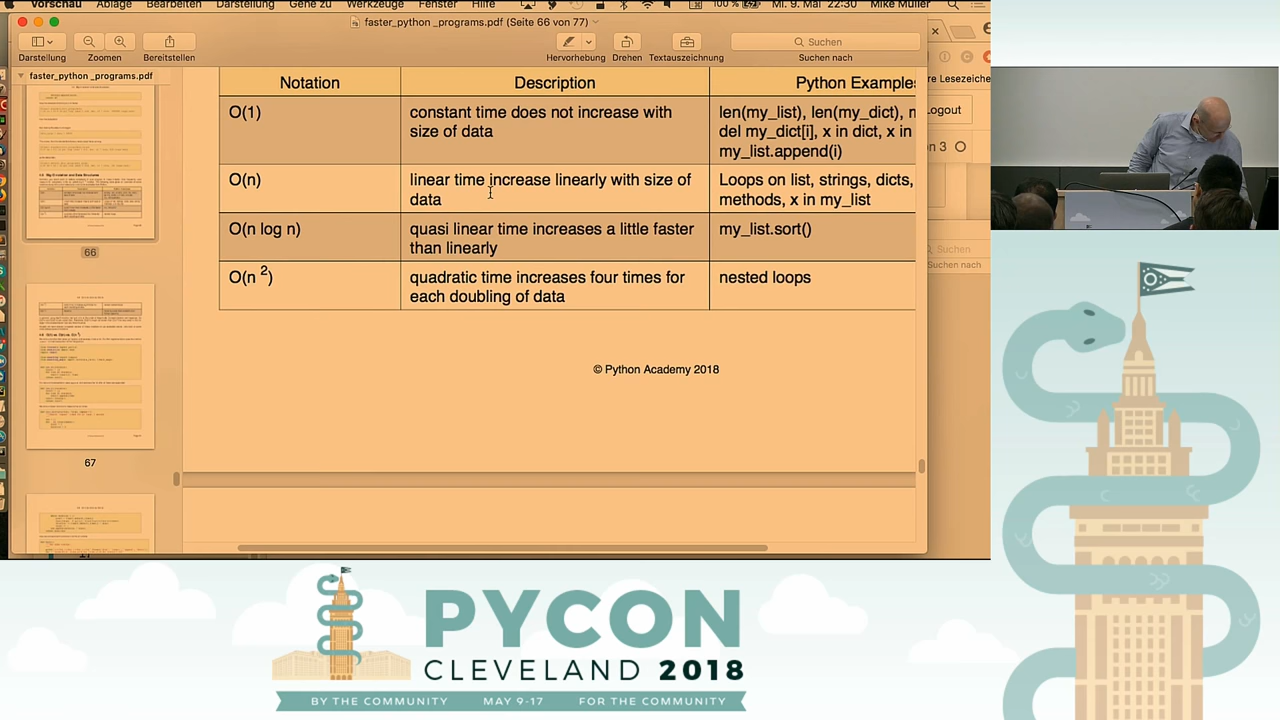 Vorschau Ablage Bearbeiten Darstellung Gehe zu Werkzeuge Fenster Hilfe 100 % Mi. 9. Mai 22:30 Mike Müller
faster_python _programs.pdf (Seite 66 von 77)
Suchen
Darstellung Zoomen Bereitstellen Hervorhebung Drehen Textauszeichnung Suchen nach
faster_python _programs.pdf
re Lesezeiche
Logout
on 3
Suchen
Suchen nach
66
67
Notation Description Python Examples
O(1) constant time does not increase with size of data len(my_list), len(my_dict),
del my_dict[i], x in dict, x in
my_list.append(i)
O(n) linear time increase linearly with size of data Loops on list, strings, dicts,
methods, x in my_list
O(n log n) quasi linear time increases a little faster than linearly my_list.sort()
O(n 2) quadratic time increases four times for each doubling of data nested loops
© Python Academy 2018
PYCON
CLEVELAND 2018
BY THE COMMUNITY MAY 9-17 FOR THE COMMUNITY